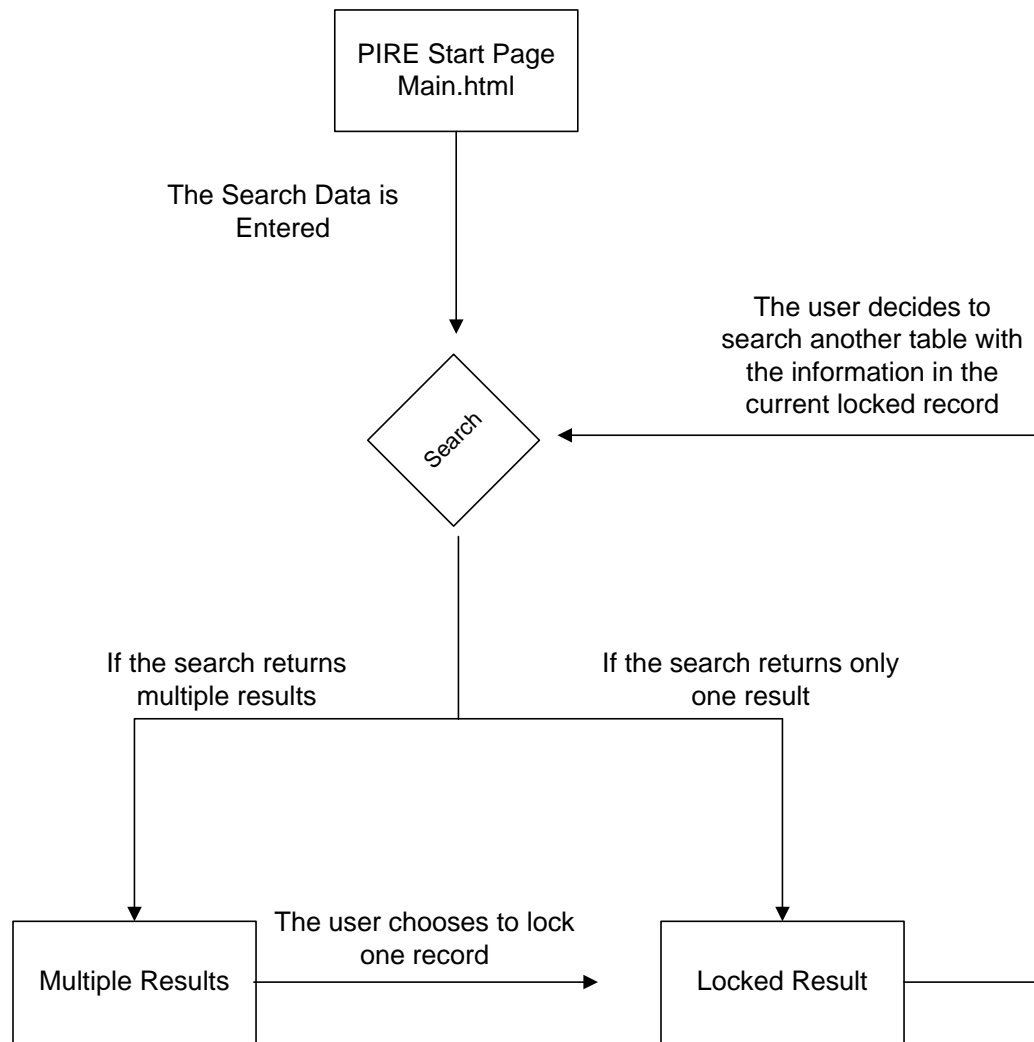 PIRE Start Page
Main.html
The Search Data is
Entered
The user decides to
search another table with
the information in the
current locked record
Search
If the search returns
multiple results
If the search returns only
one result
Multiple Results
The user chooses to lock
one record
Locked Result